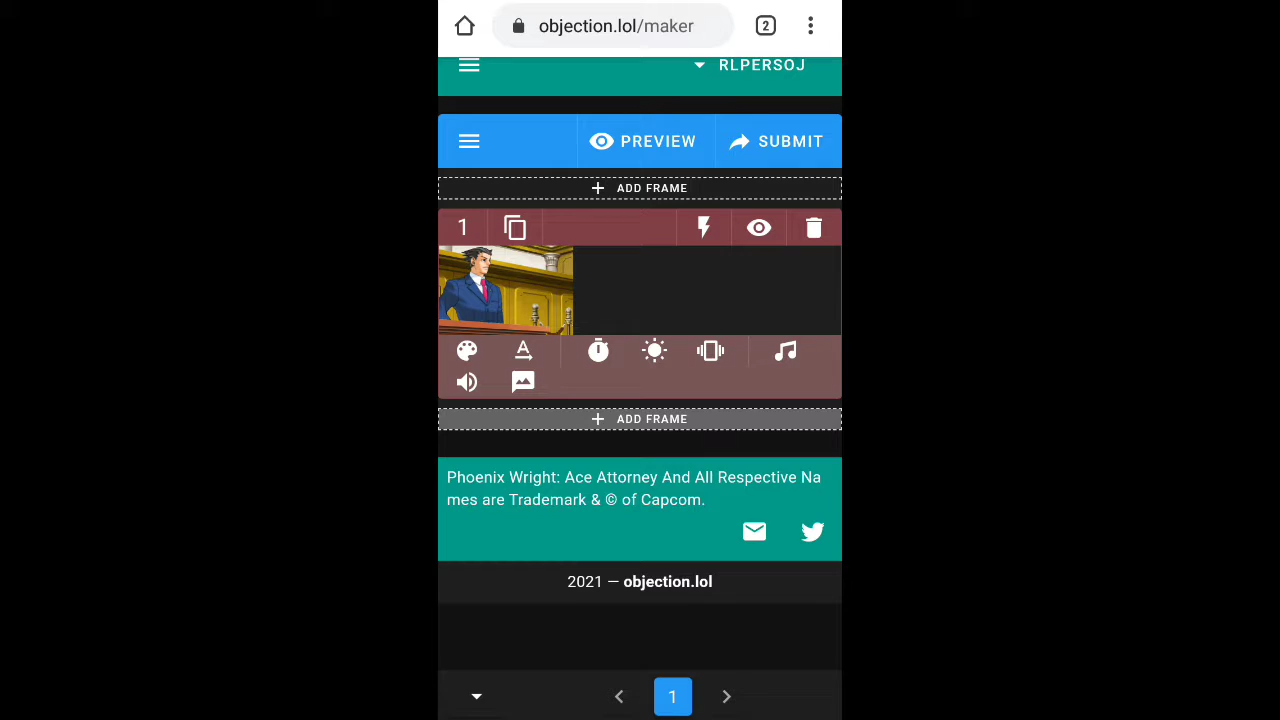 objection.lol/maker
2
RLPERSOJ
PREVIEW
SUBMIT
+ ADD FRAME
1
+ ADD FRAME
Phoenix Wright: Ace Attorney And All Respective Na
mes are Trademark & © of Capcom.
2021 — objection.lol
1